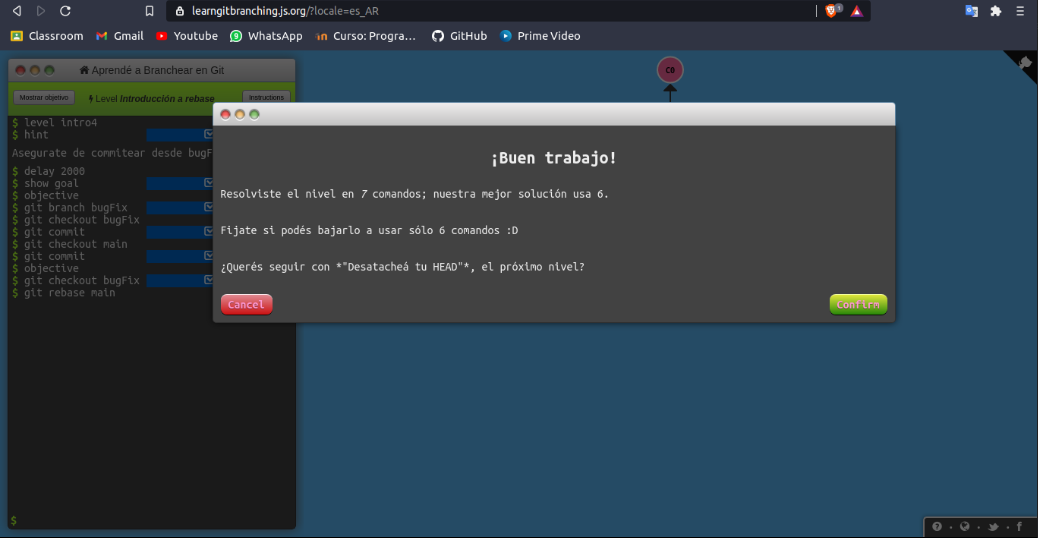 learngitbranching.js.org/?locale=es_AR
1
Classroom
Gmail
Youtube
WhatsApp
Curso: Progra…
GitHub
Prime Video
Aprendé a Branchear en Git
Mostrar objetivo
Level Introducción a rebase
Instructions
$ level intro4
$ hint
Asegurate de commitear desde bugF
$ delay 2000
$ show goal
$ objective
$ git branch bugFix
$ git checkout bugFix
$ git commit
$ git checkout main
$ git commit
$ objective
$ git checkout bugFix
$ git rebase main
$
C0
¡Buen trabajo!
Resolviste el nivel en 7 comandos; nuestra mejor solución usa 6.
Fijate si podés bajarlo a usar sólo 6 comandos :D
¿Querés seguir con *"Desatacheá tu HEAD"*, el próximo nivel?
Cancel
Confirm